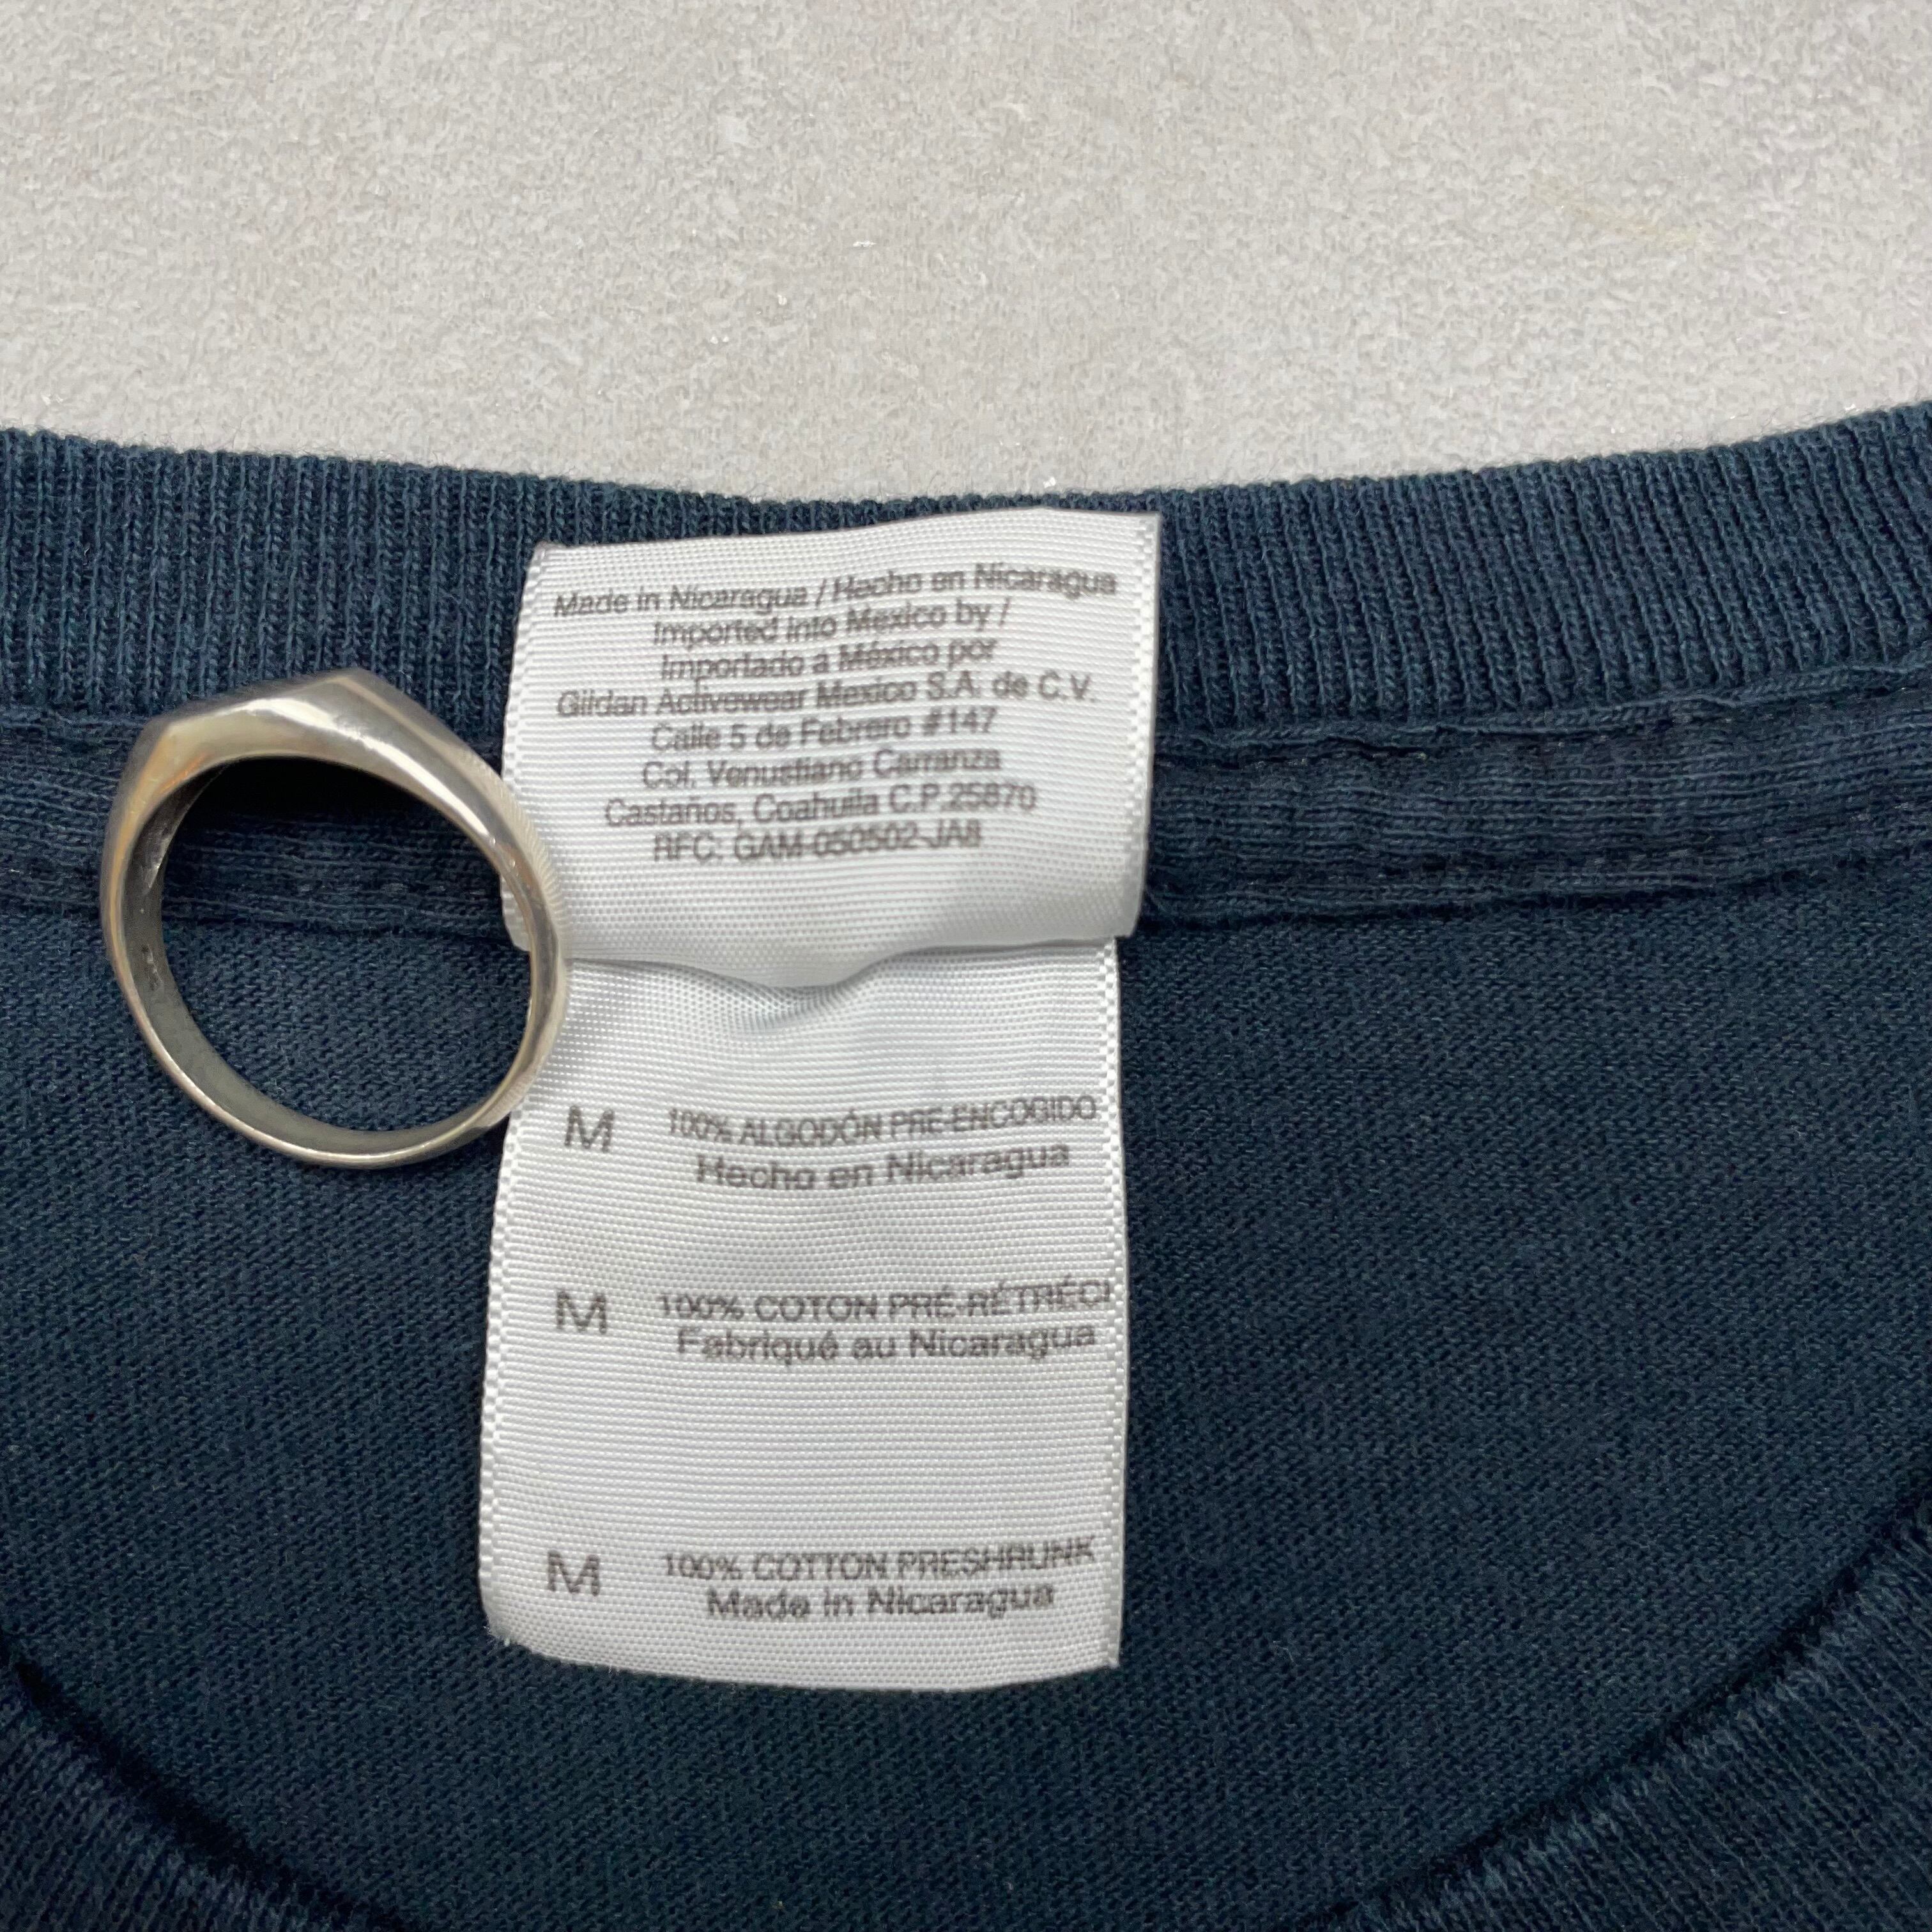 Made in Nicaragua / Hecho en Nicaragua
Imported into Mexico by /
Importado a México por
Gildan Activewear Mexico S.A. de C.V.
Calle 5 de Febrero #147
Col. Venustiano Carranza
Castaños, Coahuila C.P.25870
RFC: GAM-050502-JA8
M 100% ALGODÓN PRE-ENCOGIDO
Hecho en Nicaragua
M 100% COTON PRÉ-RÉTRÉCI
Fabriqué au Nicaragua
M 100% COTTON PRESHRUNK
Made in Nicaragua